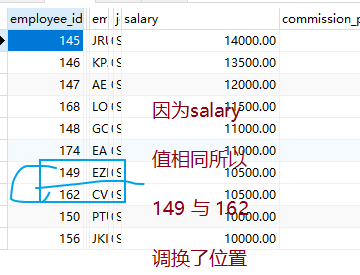 employee_id em j salary commission_p
145 JRU S 14000.00
146 KP S 13500.00
147 AE S 12000.00
168 LO S 11500.00
148 GC S 11000.00
174 EA S 11000.00
149 EZI S 10500.00
162 CV S 10500.00
150 PTU S 10000.00
156 JKI S 10000.00
因为salary
值相同所以
149 与 162
调换了位置